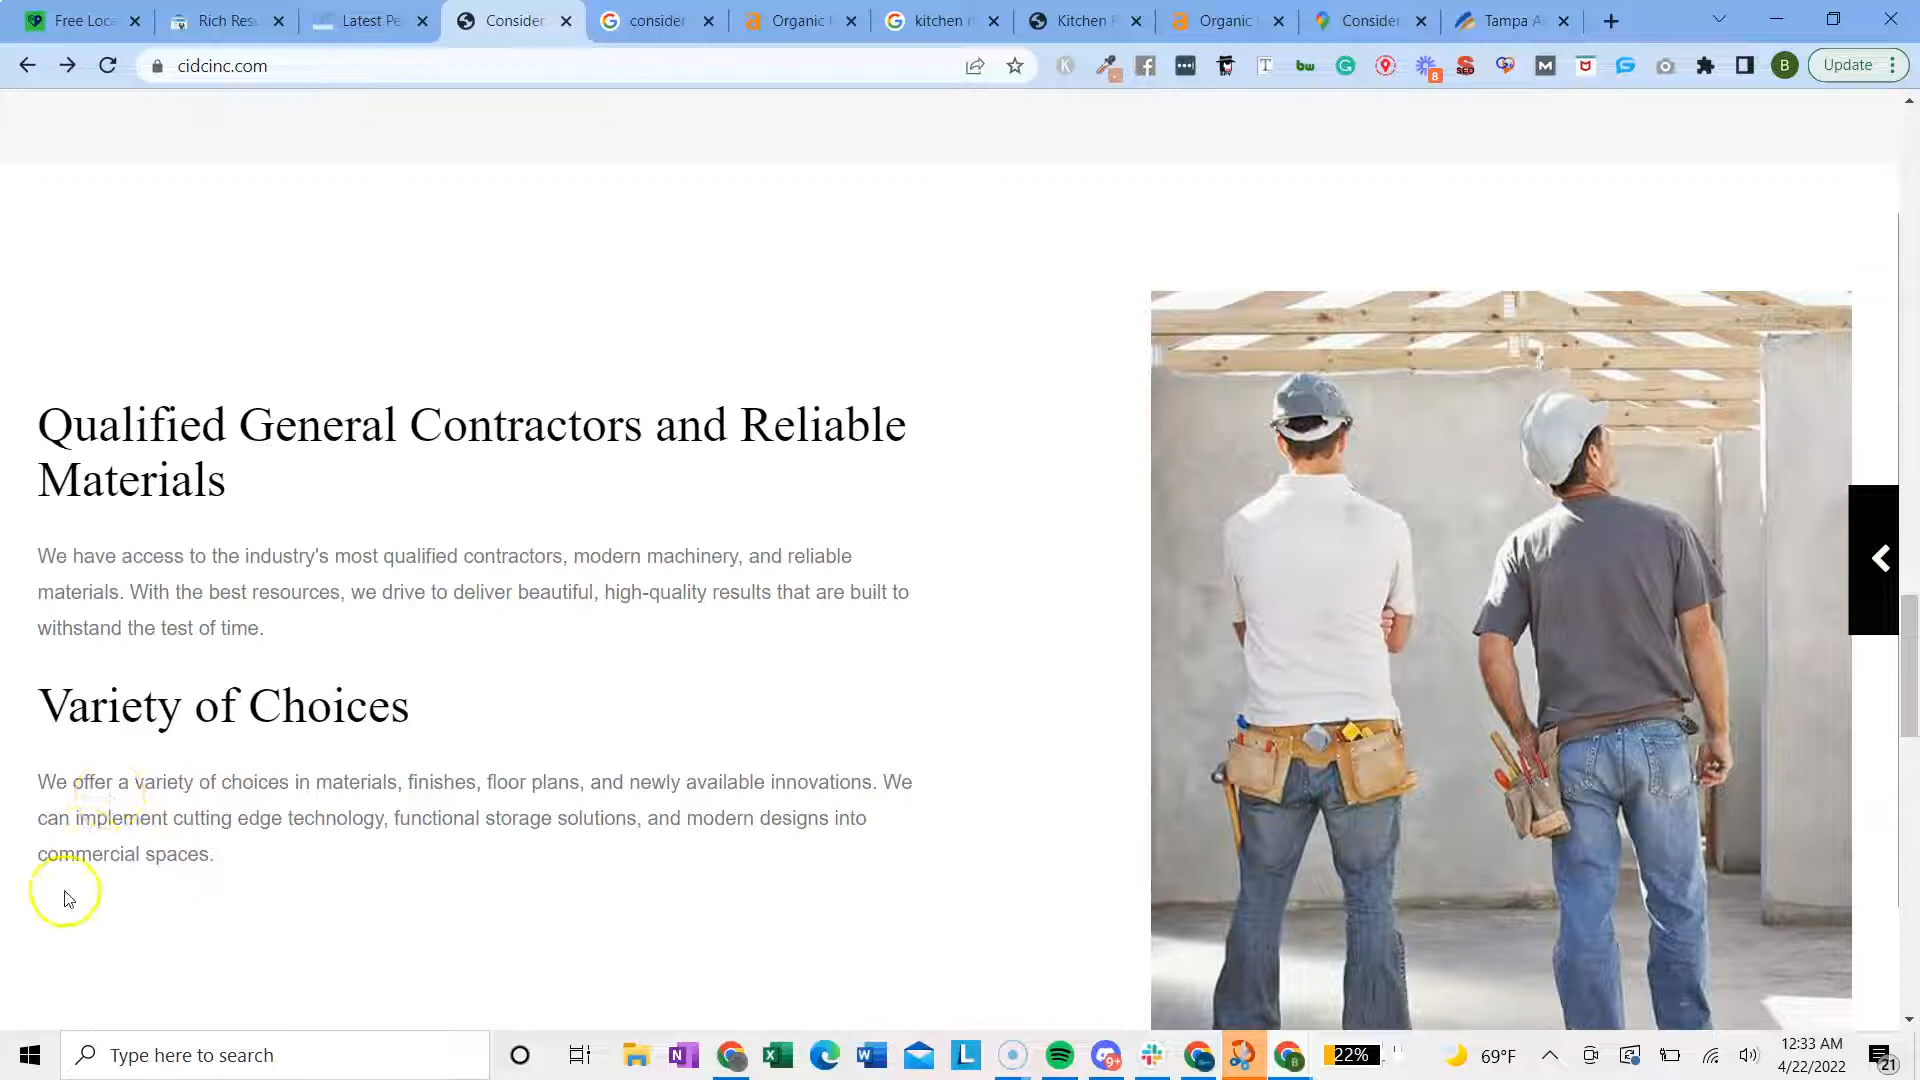 Free Loca
Rich Res
Latest Pe
Consider
consider
Organic
kitchen r
Kitchen
Organic
Consider
Tampa A
cidcinc.com
8
B
Update
Qualified General Contractors and Reliable
Materials
We have access to the industry's most qualified contractors, modern machinery, and reliable
materials. With the best resources, we drive to deliver beautiful, high-quality results that are built to
withstand the test of time.
Variety of Choices
We offer a variety of choices in materials, finishes, floor plans, and newly available innovations. We
can implement cutting edge technology, functional storage solutions, and modern designs into
commercial spaces.
Type here to search
22%
69°F
12:33 AM
4/22/2022
21